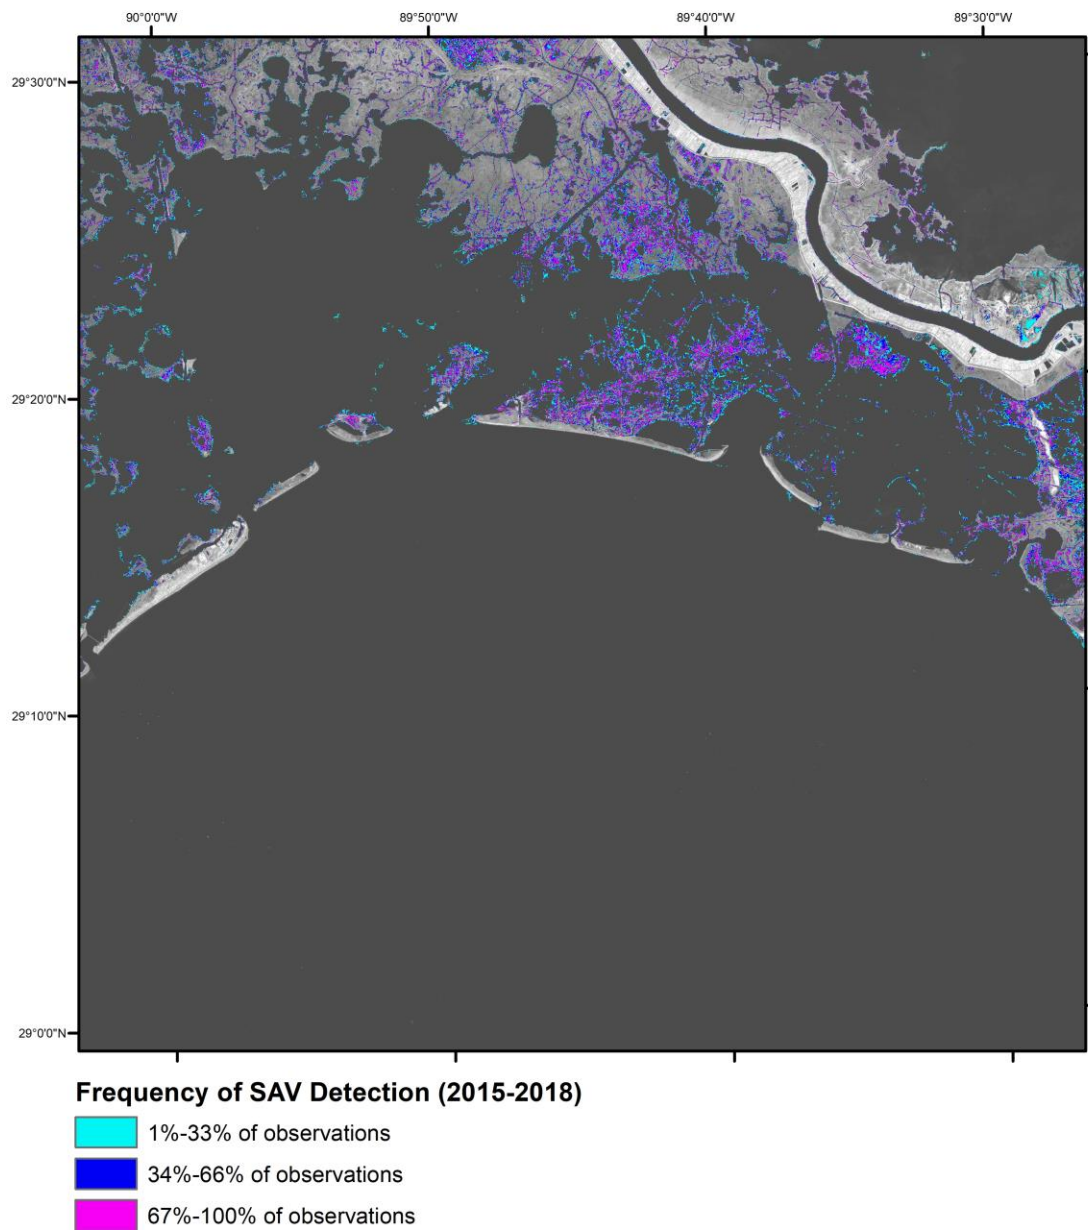 90°0'0"W 89°50'0"W 89°40'0"W 89°30'0"W
29°30'0"N
29°20'0"N
29°10'0"N
29°0'0"N
Frequency of SAV Detection (2015-2018)
1%-33% of observations
34%-66% of observations
67%-100% of observations